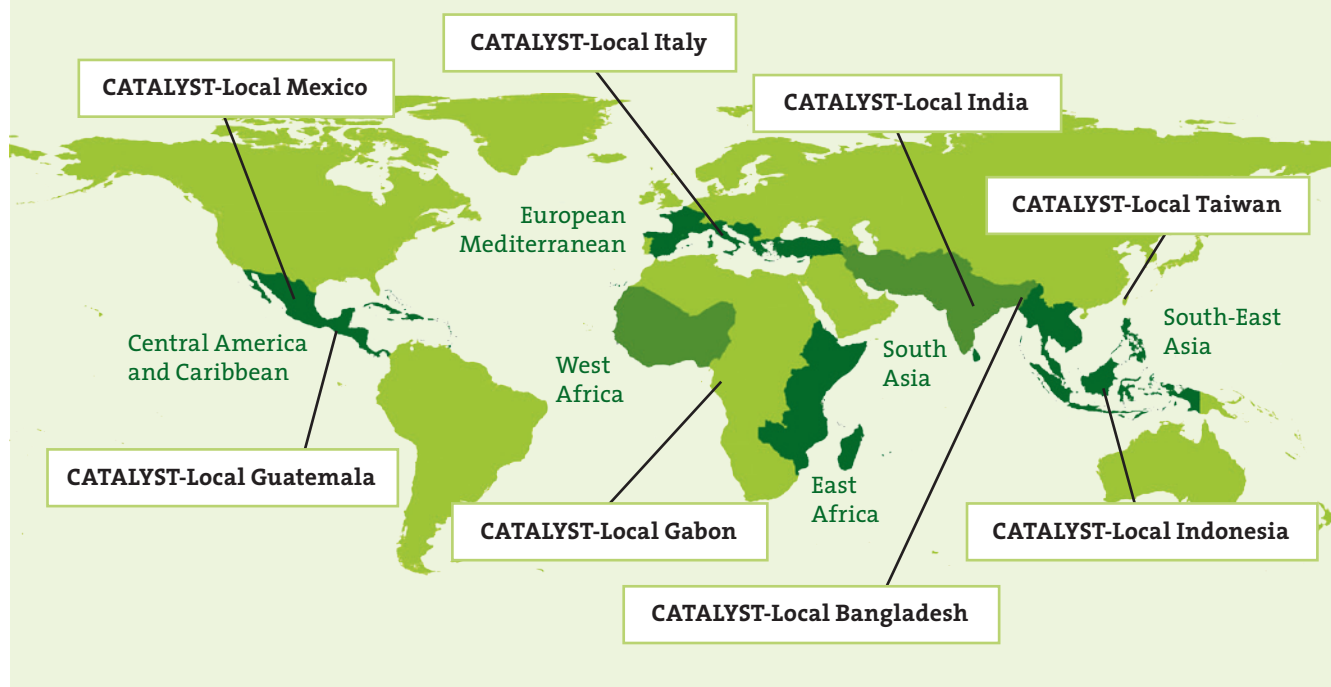 CATALYST-Local Italy
CATALYST-Local Mexico
CATALYST-Local India
CATALYST-Local Taiwan
European
Mediterranean
Central America
and Caribbean
West
Africa
South
Asia
South-East
Asia
CATALYST-Local Guatemala
East
Africa
CATALYST-Local Gabon
CATALYST-Local Indonesia
CATALYST-Local Bangladesh